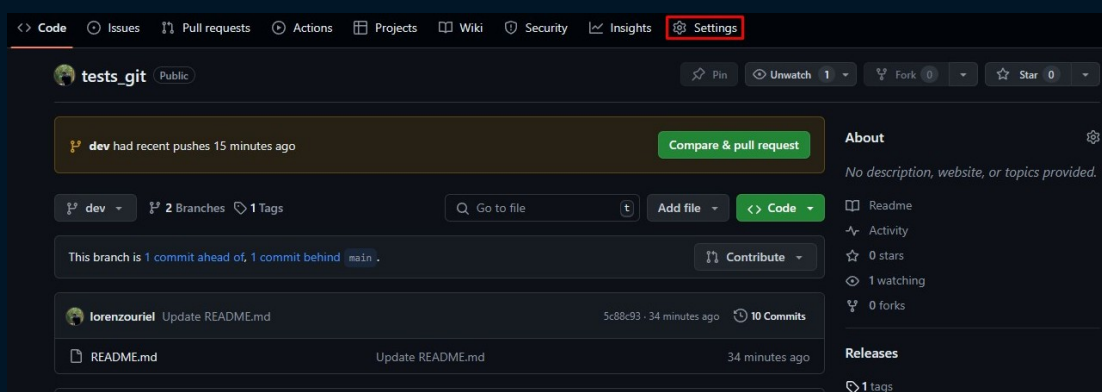 Code Issues Pull requests Actions Projects Wiki Security Insights Settings
tests_git Public
Pin Unwatch 1 Fork 0 Star 0
dev had recent pushes 15 minutes ago
Compare & pull request
dev 2 Branches 1 Tags
Go to file t Add file <> Code
This branch is 1 commit ahead of, 1 commit behind main .
Contribute
lorenzouriel Update README.md 5c88c93 · 34 minutes ago 10 Commits
README.md Update README.md 34 minutes ago
About
No description, website, or topics provided.
Readme
Activity
0 stars
1 watching
0 forks
Releases
1 tags